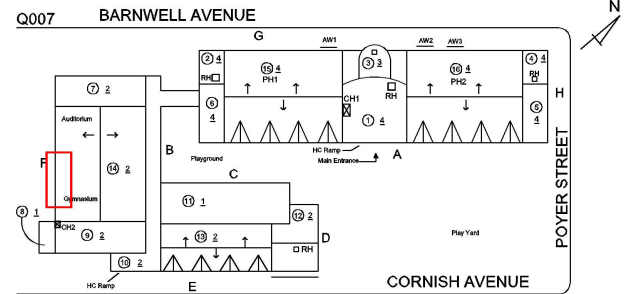 Q007
BARNWELL AVENUE
N
G
AW1
AW2 AW3
2 4
RH
15 4
PH1
3 3
16 4
PH2
4 4
RH
6
4
CH1
RH
1 4
5
4
H
7 2
Auditorium
14 2
Gymnasium
F
B
Playground
HC Ramp
Main Entrance
A
C
11 1
12 2
13 2
RH
D
8 1
CH2
9 2
10 2
HC Ramp
E
Play Yard
POYER STREET
CORNISH AVENUE